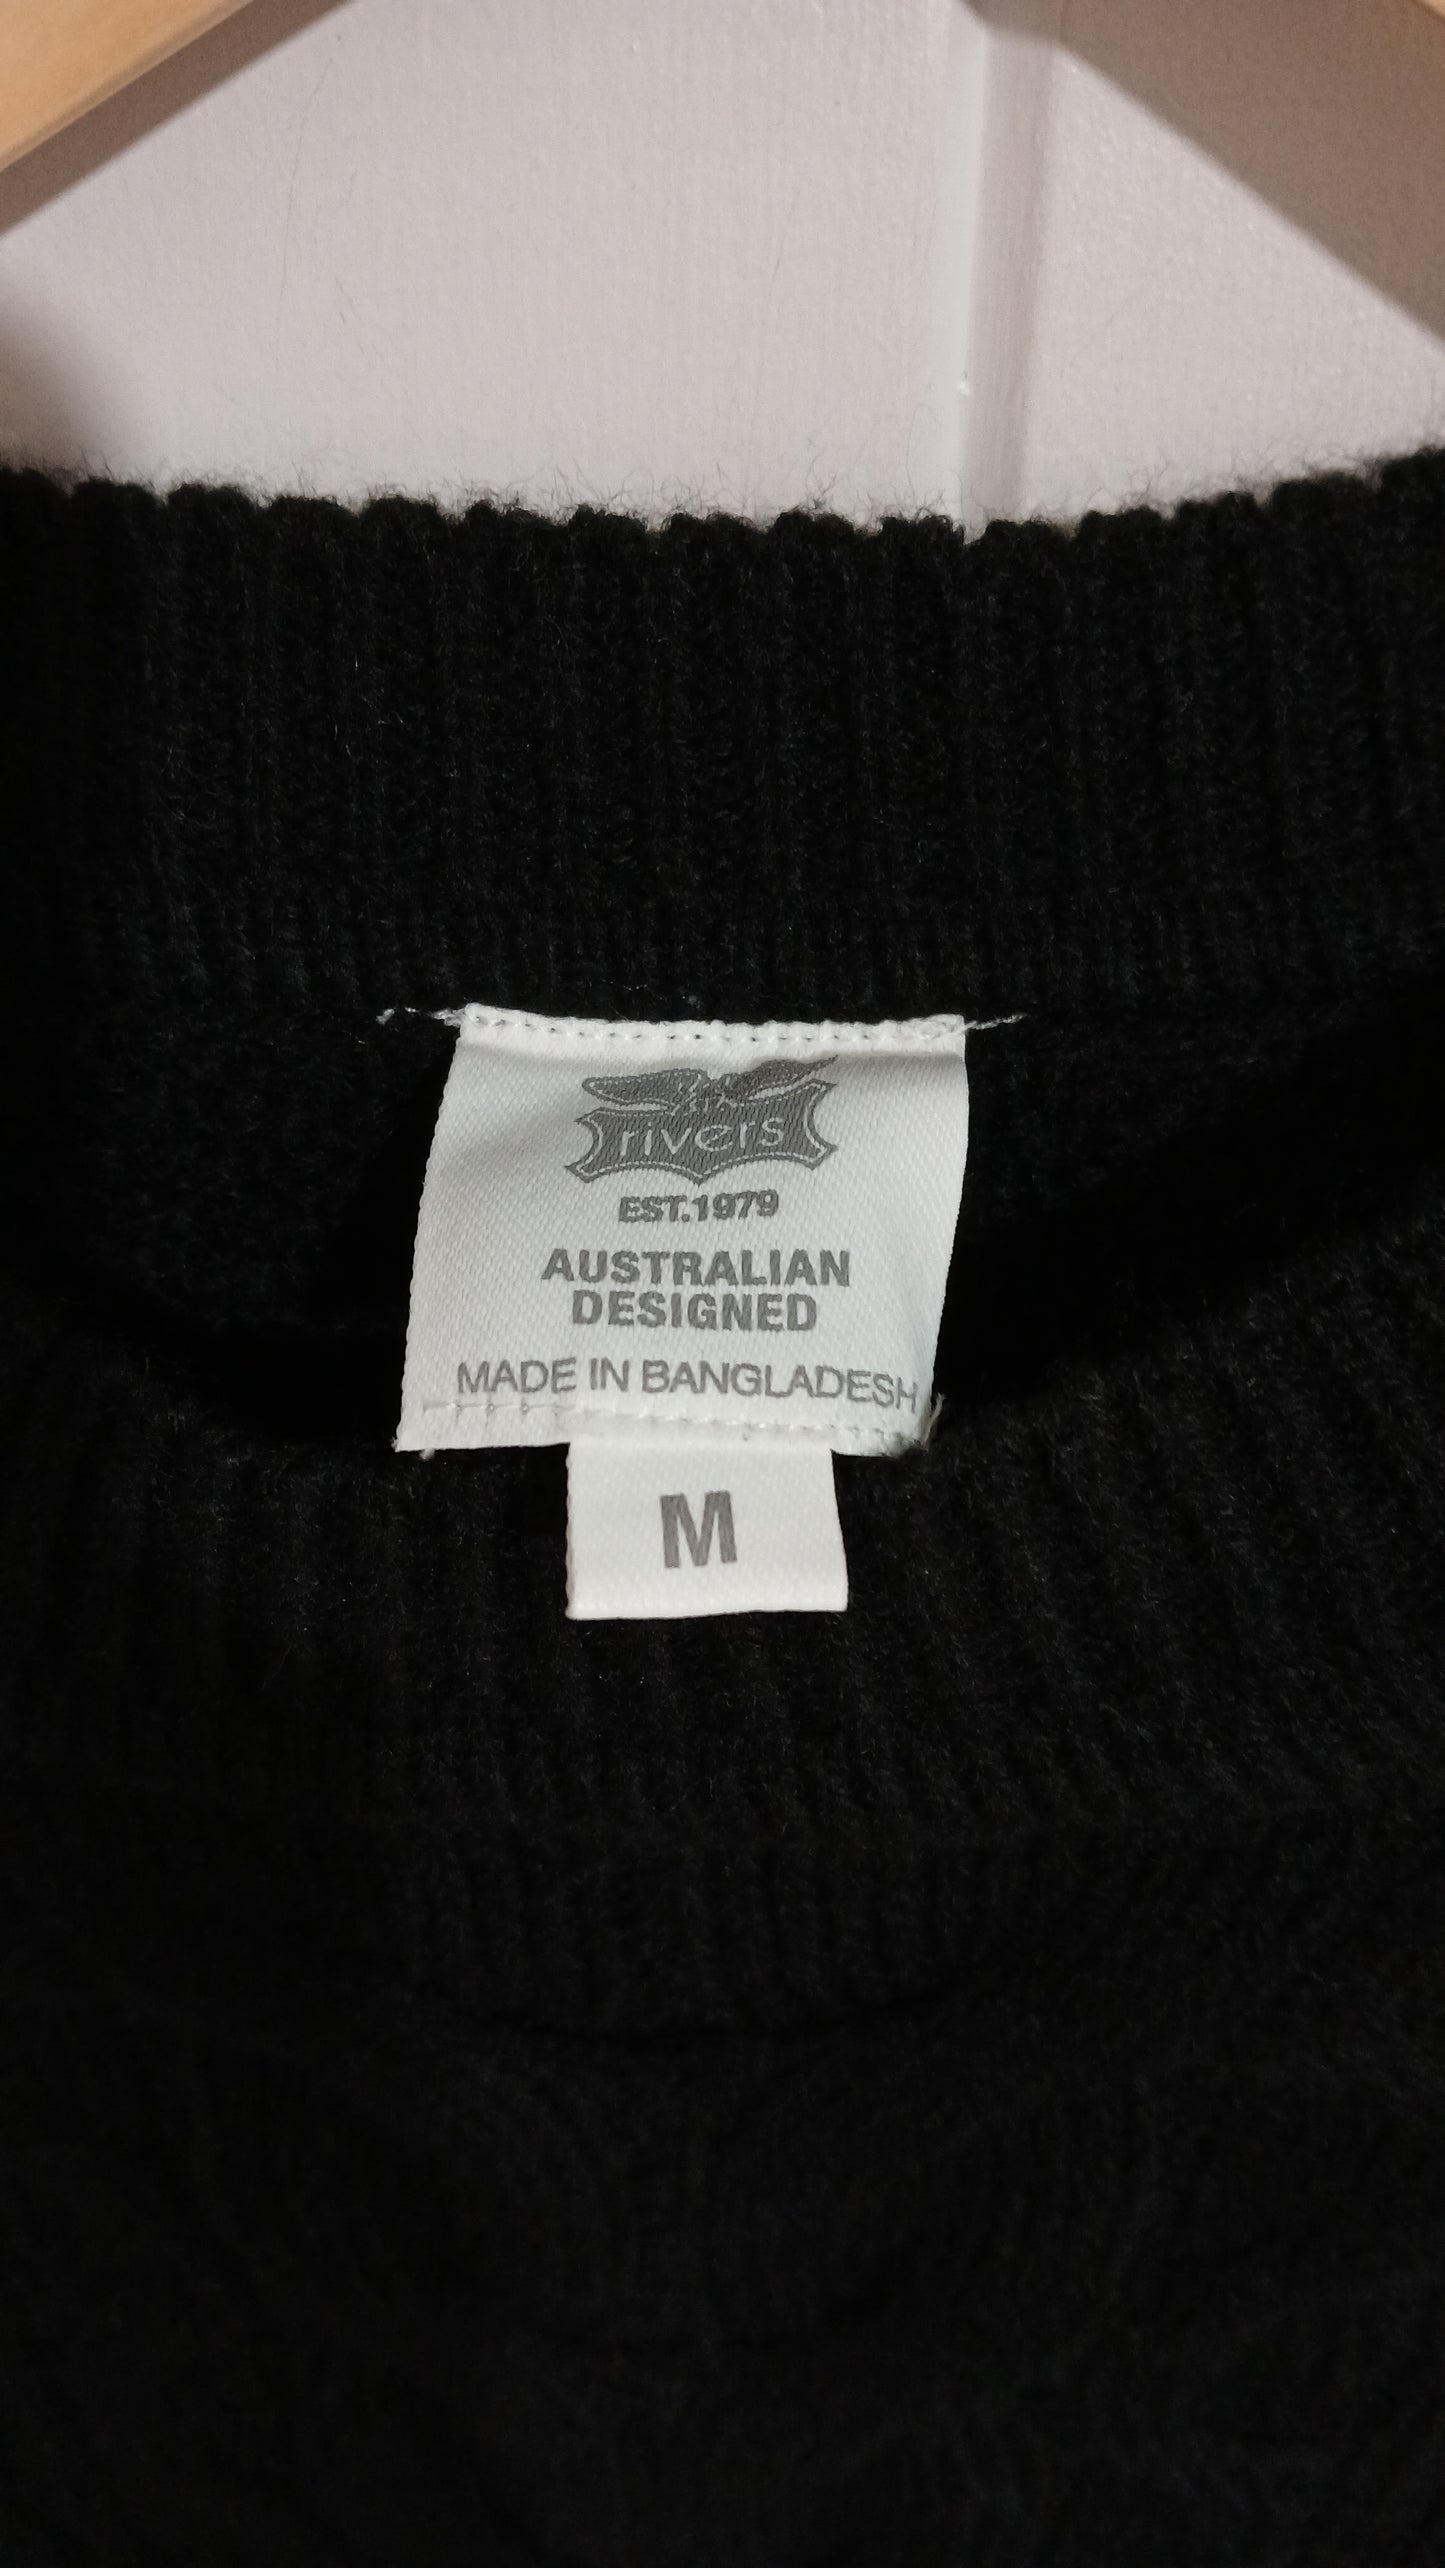 rivers
EST.1979
AUSTRALIAN
DESIGNED
MADE IN BANGLADESH
M